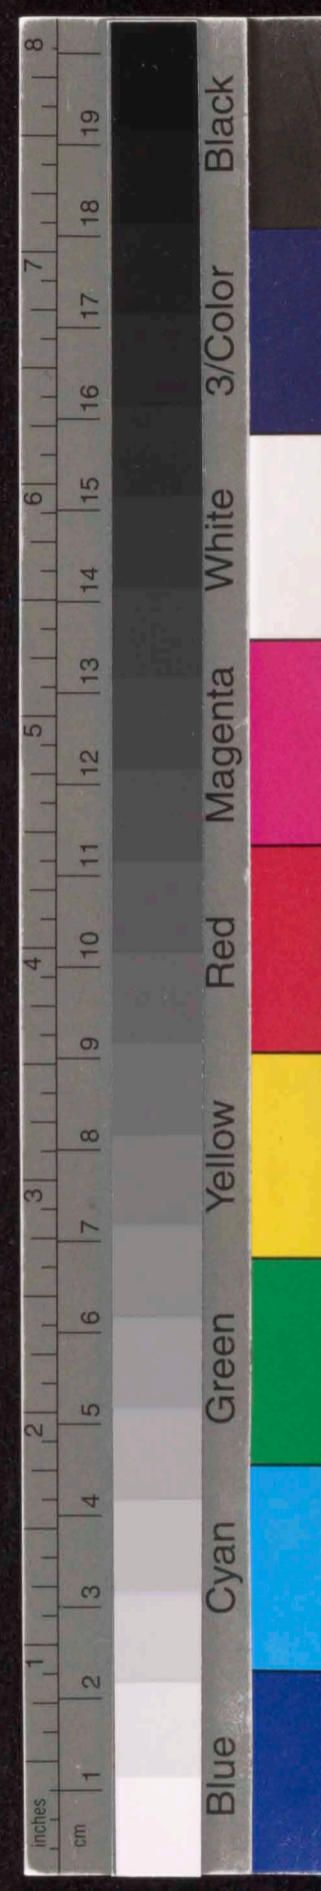 inches 1 2 3 4 5 6 7 8
cm 1 2 3 4 5 6 7 8 9 10 11 12 13 14 15 16 17 18 19
Blue Cyan Green Yellow Red Magenta White 3/Color Black